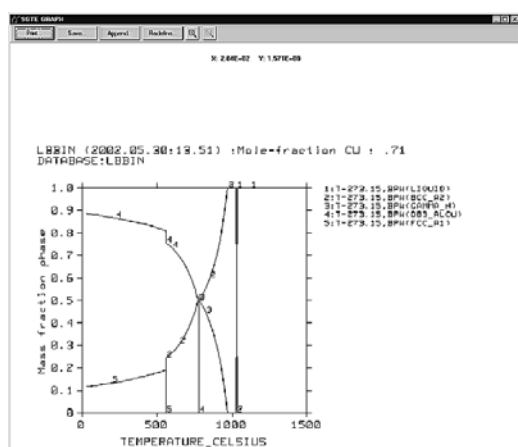 SGTE GRAPH
Print Save... Append Redefine...
X: 2.84E+02 Y: 1.571E+00
LBBIN (2002.05.30:13.51) :Mole-fraction CU : .71
DATABASE:LBBIN
1:T-273.15,BPW(LIQUID)
2:T-273.15,BPW(BCC_A2)
3:T-273.15,BPW(GAMMA_H)
4:T-273.15,BPW(D83_ALCU)
5:T-273.15,BPW(FCC_A1)
Mass fraction phase
1.0
0.9
0.8
0.7
0.6
0.5
0.4
0.3
0.2
0.1
0
0 500 1000 1500
TEMPERATURE_CELSIUS